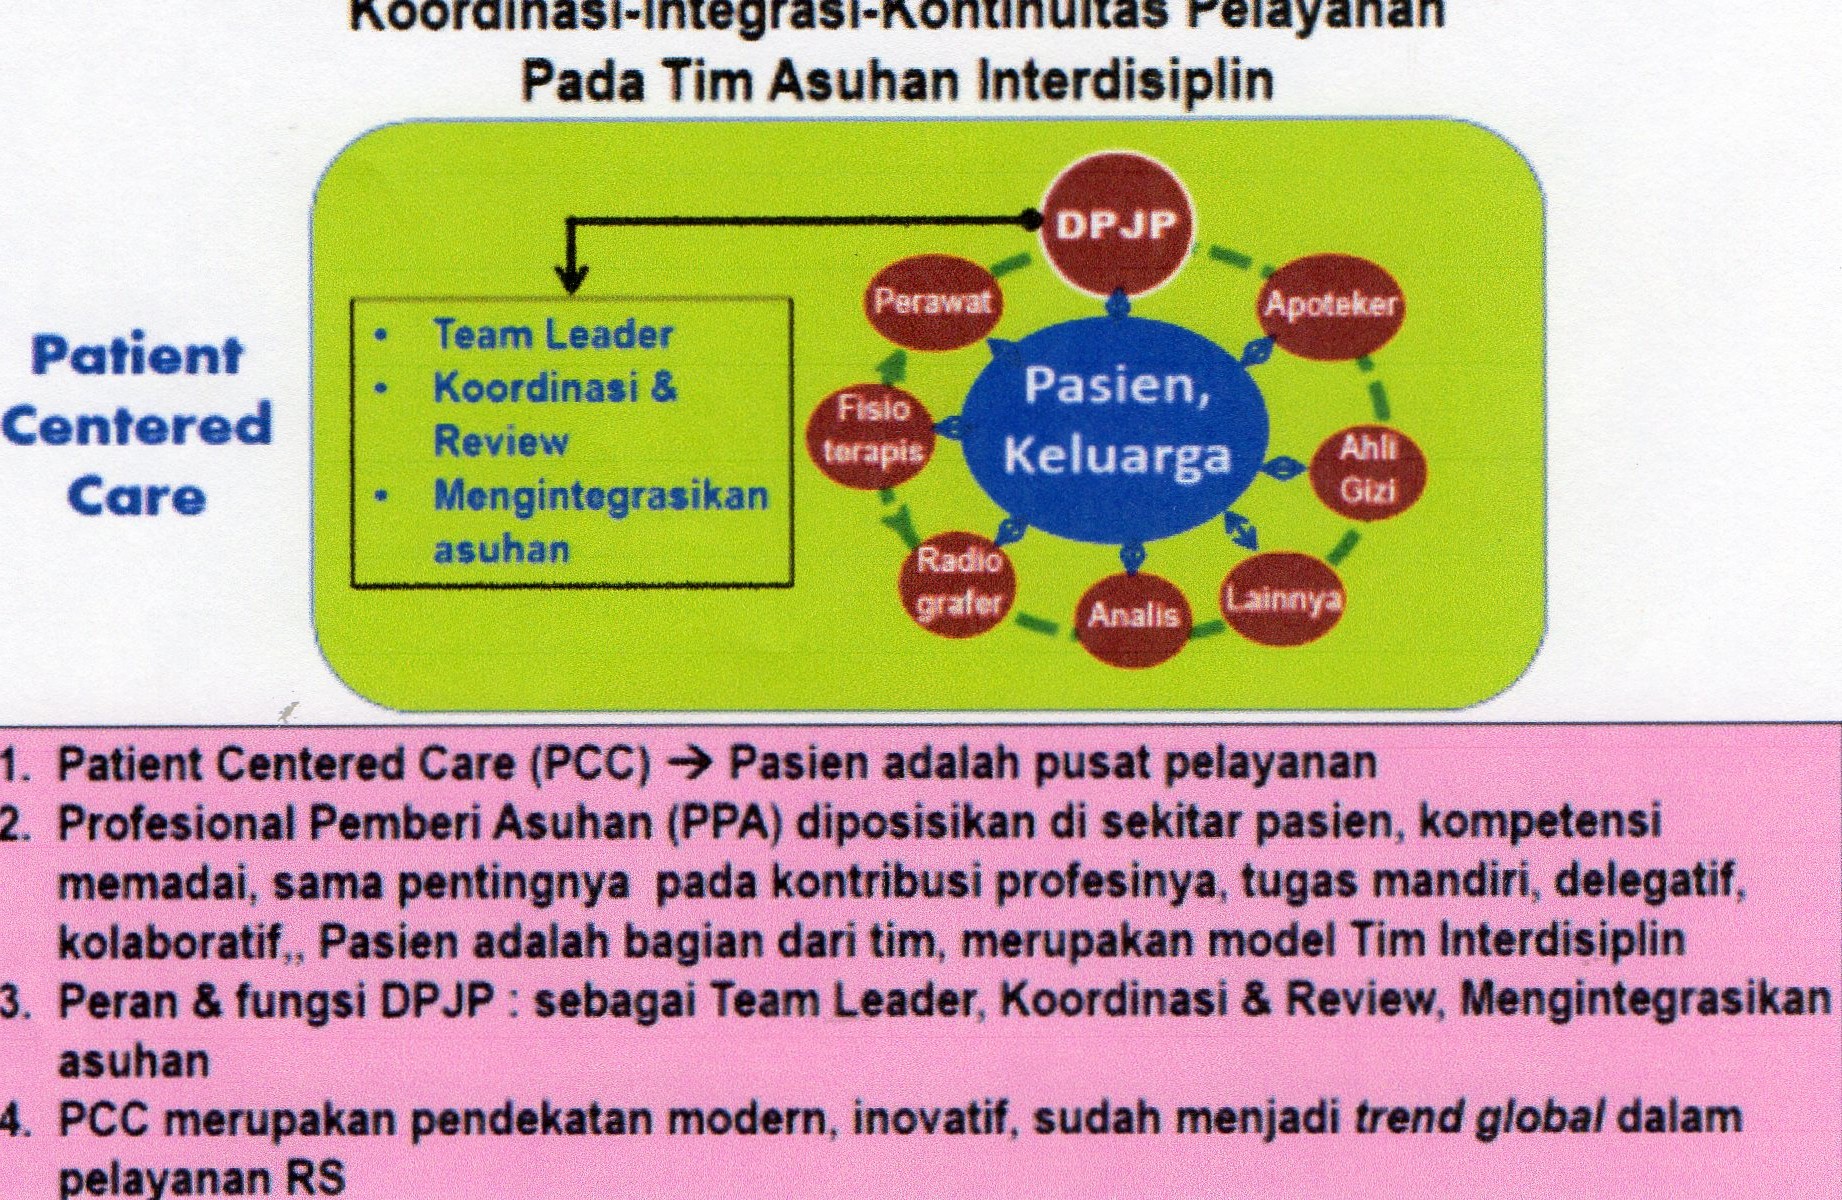 Koordinasi-Integrasi-Kontinuitas Pelayanan
Pada Tim Asuhan Interdisiplin
Patient
Centered
Care
• Team Leader
• Koordinasi &
Review
• Mengintegrasikan
asuhan
DPJP
Perawat
Apoteker
Fisio
terapis
Pasien,
Keluarga
Ahli
Gizi
Radio
grafer
Analis
Lainnya
1. Patient Centered Care (PCC) → Pasien adalah pusat pelayanan
2. Profesional Pemberi Asuhan (PPA) diposisikan di sekitar pasien, kompetensi
memadai, sama pentingnya pada kontribusi profesinya, tugas mandiri, delegatif,
kolaboratif,, Pasien adalah bagian dari tim, merupakan model Tim Interdisiplin
3. Peran & fungsi DPJP : sebagai Team Leader, Koordinasi & Review, Mengintegrasikan
asuhan
4. PCC merupakan pendekatan modern, inovatif, sudah menjadi trend global dalam
pelayanan RS